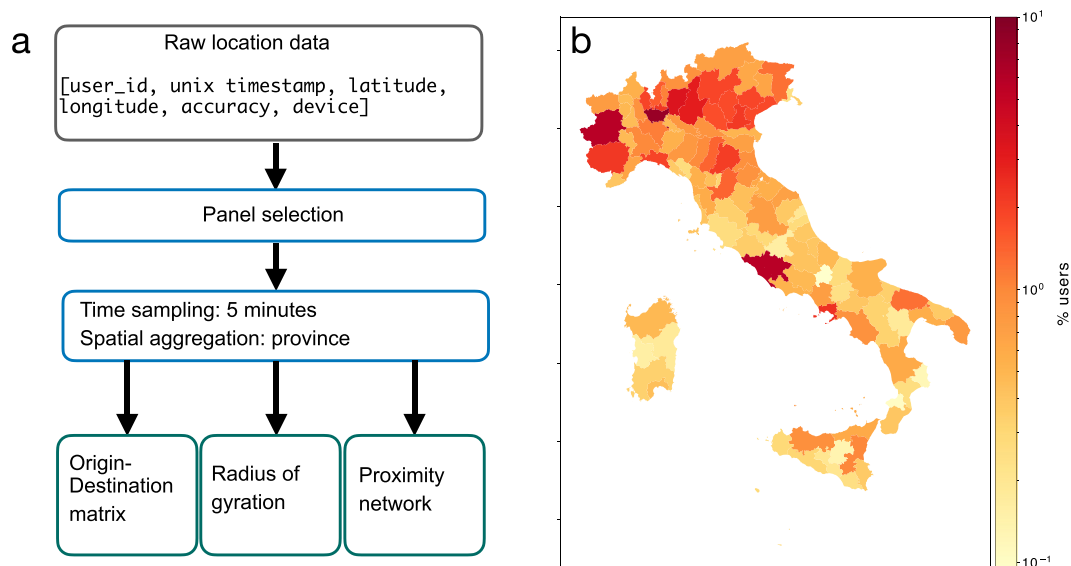 a
Raw location data
[user_id, unix timestamp, latitude,
longitude, accuracy, device]
Panel selection
Time sampling: 5 minutes
Spatial aggregation: province
Origin-
Destination
matrix
Radius of
gyration
Proximity
network
b
10¹
10⁰
10⁻¹
% users